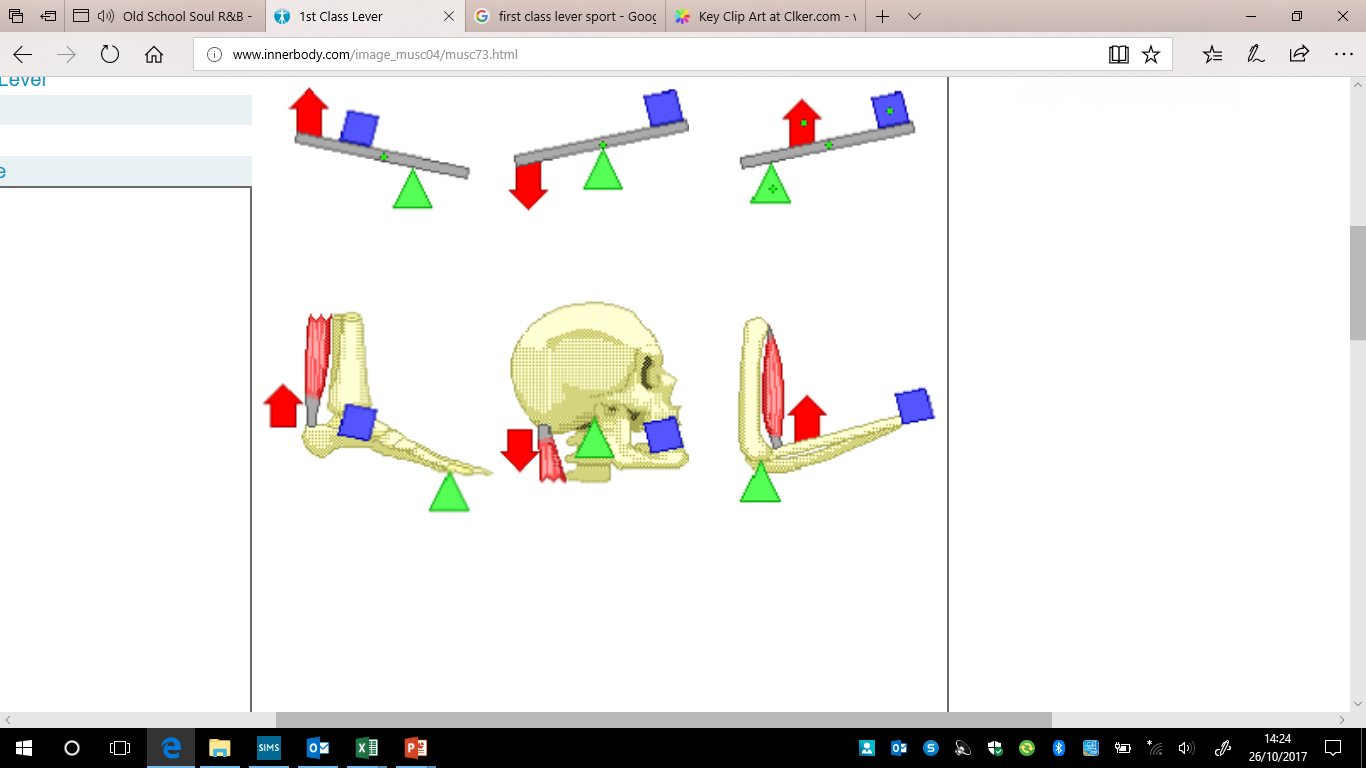 Old School Soul R&B -
1st Class Lever
first class lever sport - Goog
Key Clip Art at Clker.com - v
www.innerbody.com/image_musc04/musc73.html
Lever
e
SIMS
14:24
26/10/2017